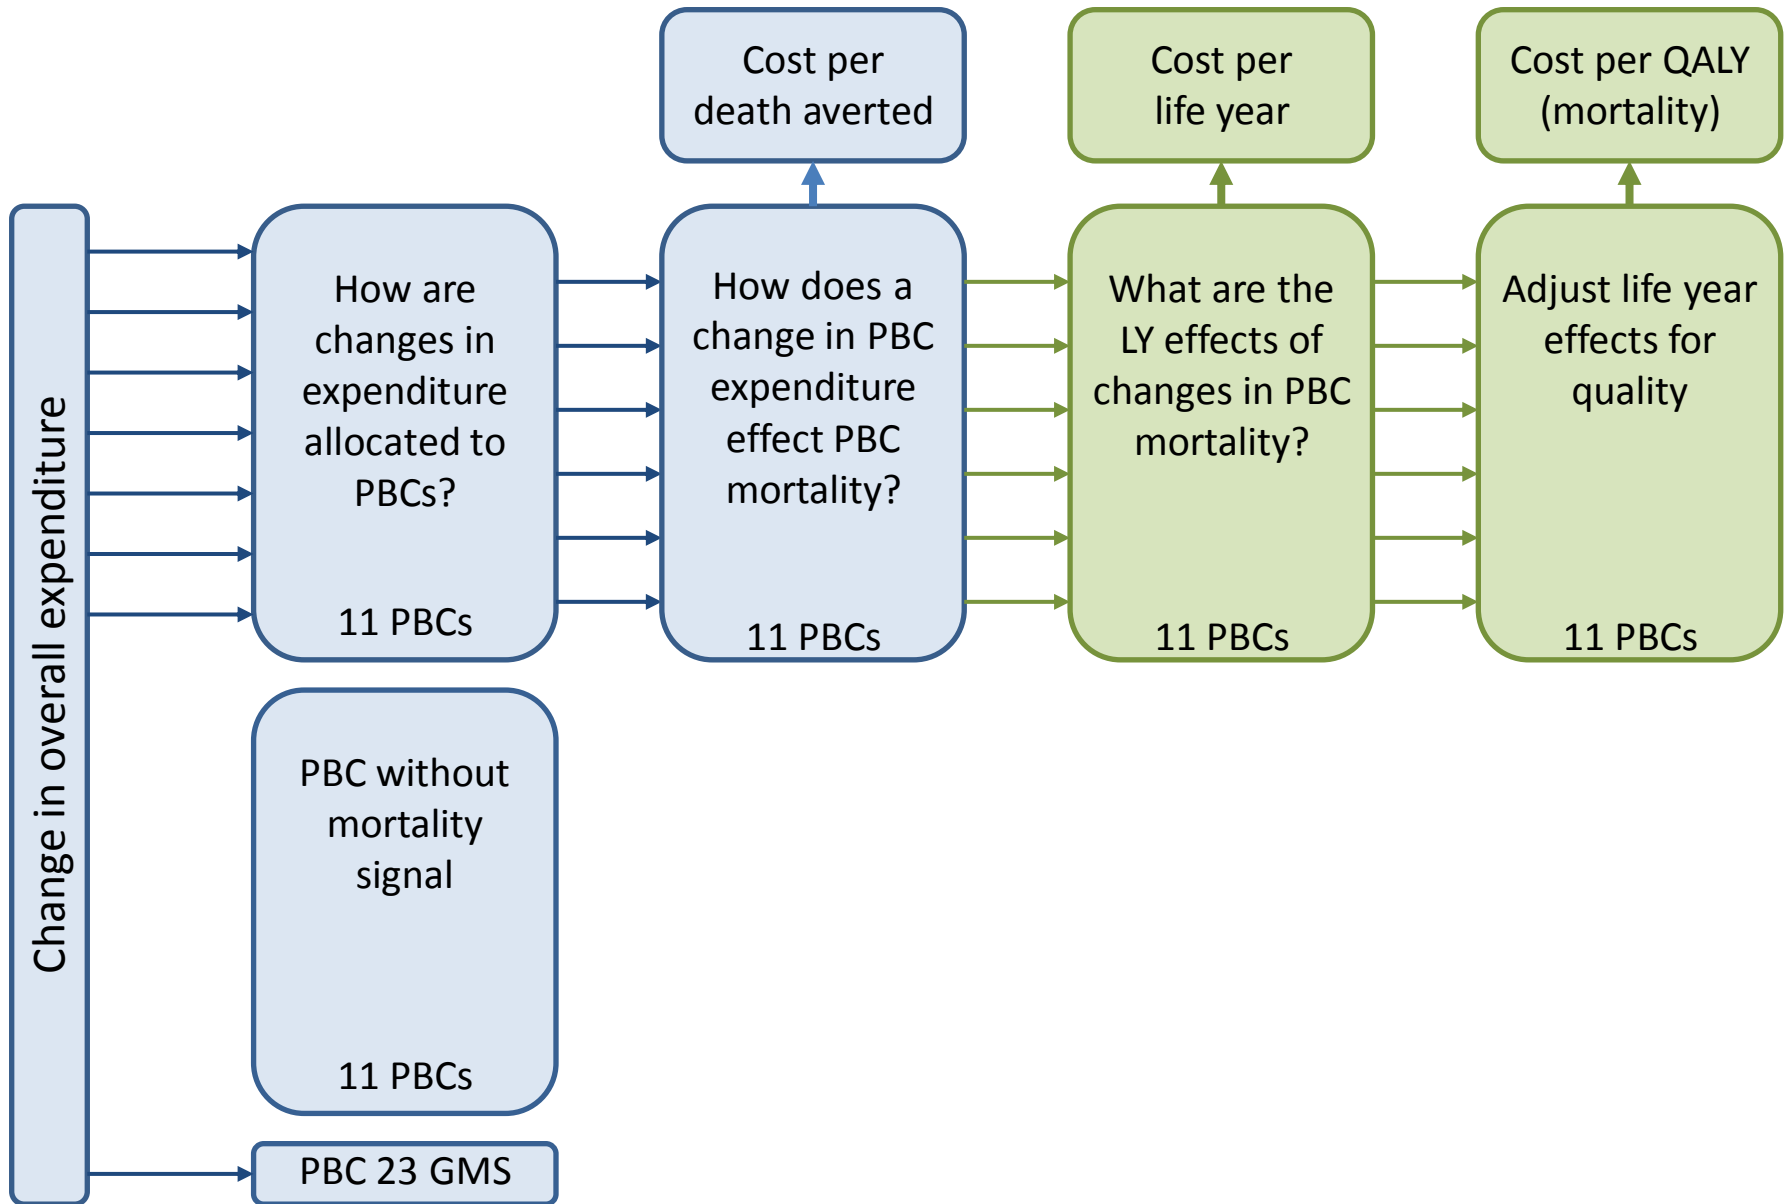 Cost per
death averted
Cost per
life year
Cost per QALY
(mortality)
Change in overall expenditure
How are
changes in
expenditure
allocated to
PBCs?
11 PBCs
How does a
change in PBC
expenditure
effect PBC
mortality?
11 PBCs
What are the
LY effects of
changes in PBC
mortality?
11 PBCs
Adjust life year
effects for
quality
11 PBCs
PBC without
mortality
signal
11 PBCs
PBC 23 GMS